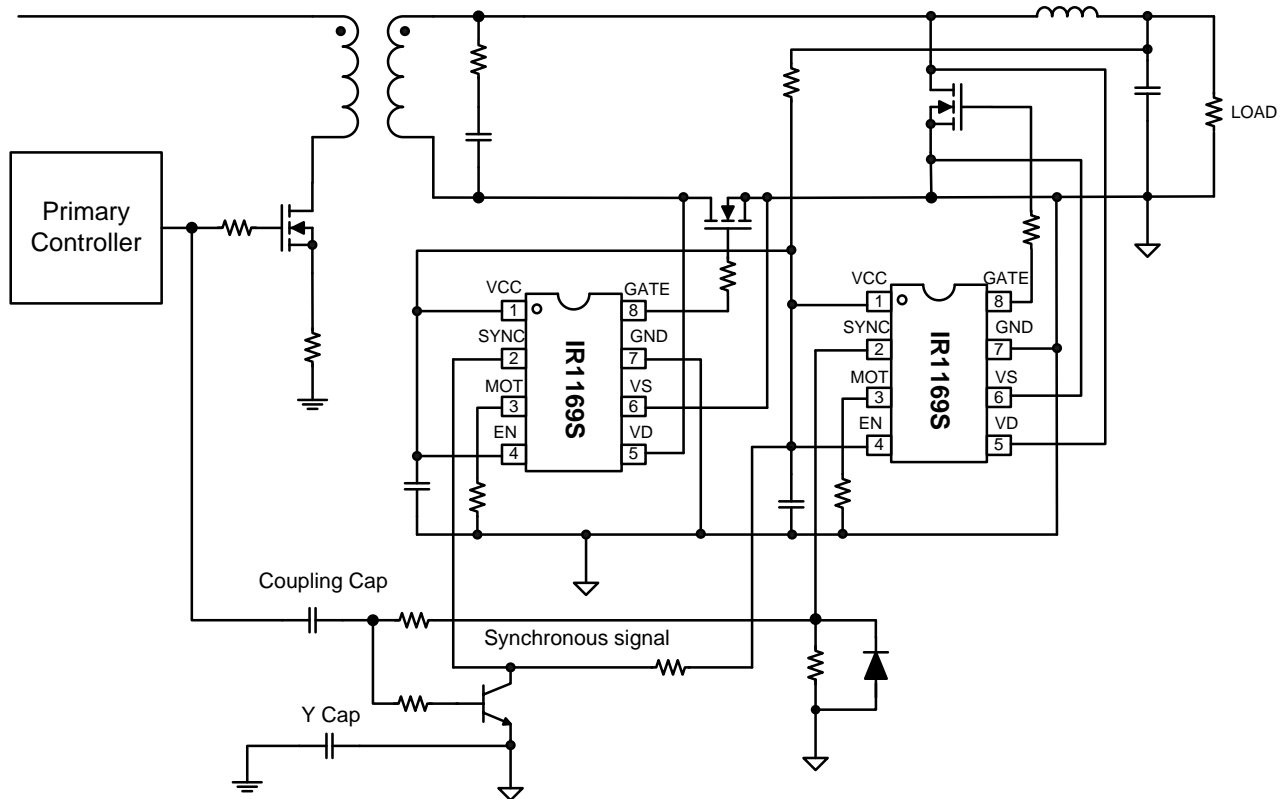 LOAD
Primary
Controller
VCC
1
SYNC
2
MOT
3
EN
4
IR1169S
GATE
8
GND
7
VS
6
VD
5
VCC
1
SYNC
2
MOT
3
EN
4
IR1169S
GATE
8
GND
7
VS
6
VD
5
Coupling Cap
Synchronous signal
Y Cap